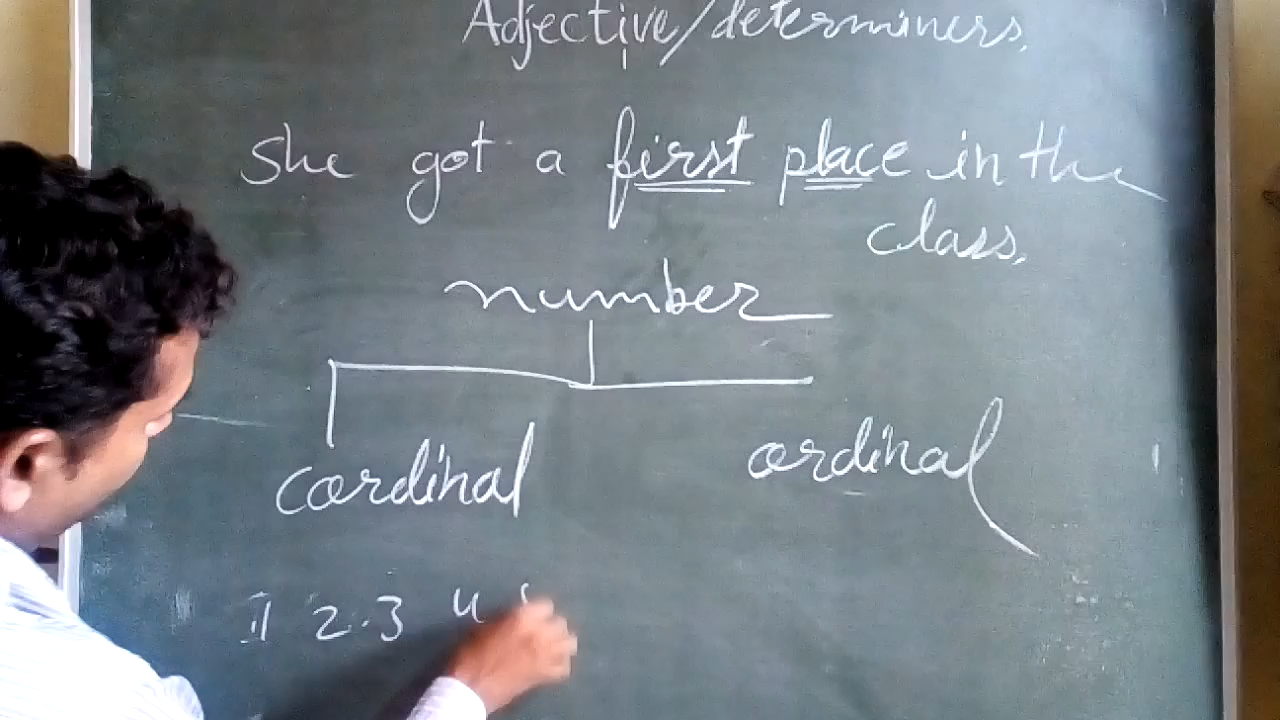 Adjective/determiners.
She got a first place in the
class.
number
cardinal ordinal
1 2 3 4